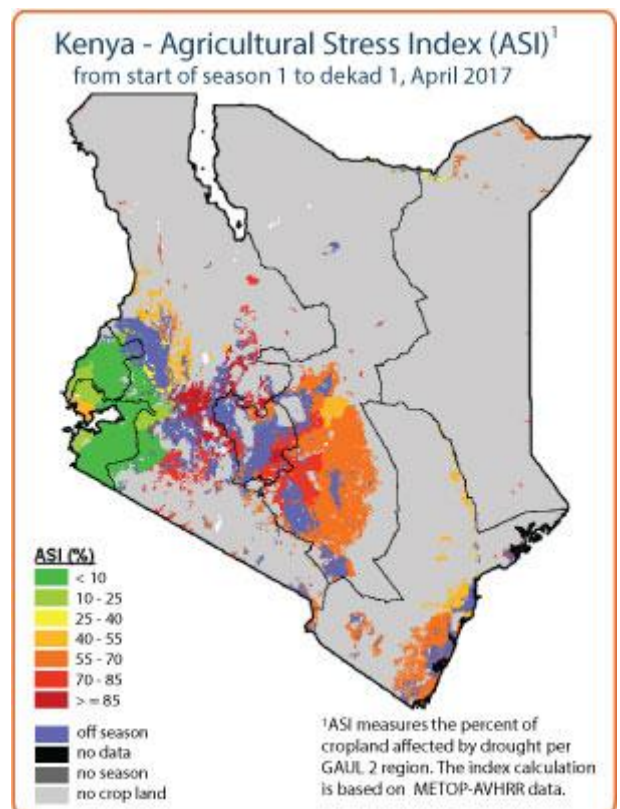 Kenya - Agricultural Stress Index (ASI)¹
from start of season 1 to dekad 1, April 2017
ASI (%)
< 10
10 - 25
25 - 40
40 - 55
55 - 70
70 - 85
> = 85
off season
no data
no season
no crop land
¹ASI measures the percent of
cropland affected by drought per
GAUL 2 region. The index calculation
is based on METOP-AVHRR data.